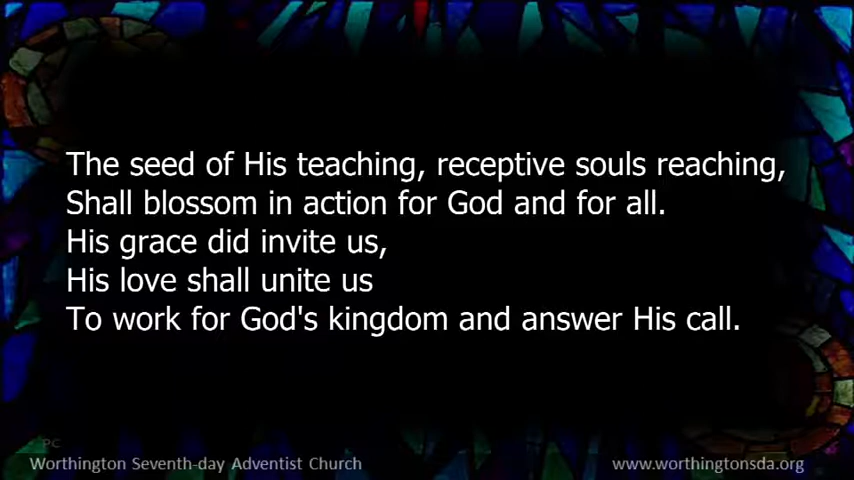 The seed of His teaching, receptive souls reaching,
Shall blossom in action for God and for all.
His grace did invite us,
His love shall unite us
To work for God's kingdom and answer His call.
PC
Worthington Seventh-day Adventist Church
www.worthingtonsda.org